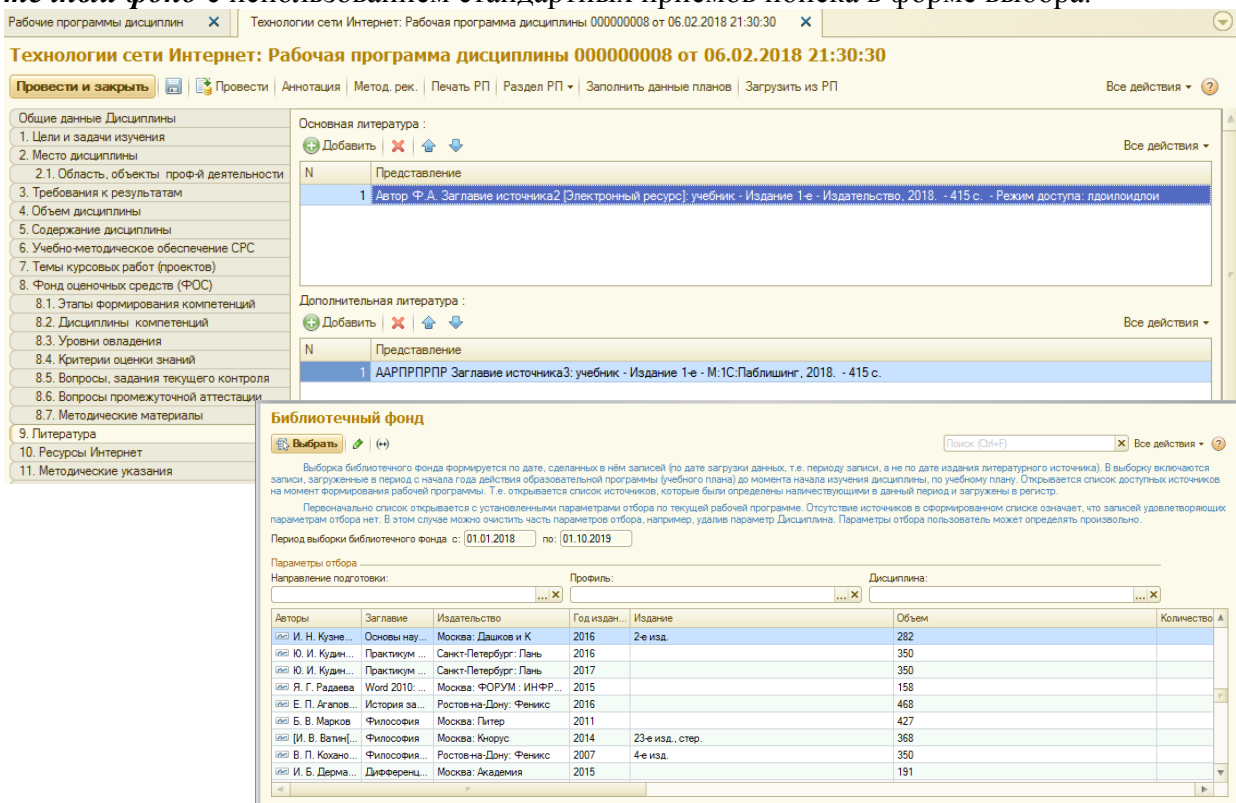 течный фонд с использованием стандартных приемов поиска в форме выбора.
Рабочие программы дисциплин
Технологии сети Интернет: Рабочая программа дисциплины 000000008 от 06.02.2018 21:30:30
Технологии сети Интернет: Рабочая программа дисциплины 000000008 от 06.02.2018 21:30:30
Провести и закрыть Провести Аннотация Метод. рек. Печать РП Раздел РП Заполнить данные планов Загрузить из РП Все действия
Общие данные Дисциплины
1. Цели и задачи изучения
2. Место дисциплины
2.1. Область, объекты проф-й деятельности
3. Требования к результатам
4. Объем дисциплины
5. Содержание дисциплины
6. Учебно-методическое обеспечение СРС
7. Темы курсовых работ (проектов)
8. Фонд оценочных средств (ФОС)
8.1. Этапы формирования компетенций
8.2. Дисциплины компетенций
8.3. Уровни овладения
8.4. Критерии оценки знаний
8.5. Вопросы, задания текущего контроля
8.6. Вопросы промежуточной аттестации
8.7. Методические материалы
9. Литература
10. Ресурсы Интернет
11. Методические указания
Основная литература :
Добавить Все действия
N Представление
1 Автор Ф.А. Заглавие источника2 [Электронный ресурс]: учебник - Издание 1-е - Издательство, 2018. - 415 с. - Режим доступа: лдоилоидлои
Дополнительная литература :
Добавить Все действия
N Представление
1 ААРПРПРПР Заглавие источника3: учебник - Издание 1-е - М:1С:Паблишинг, 2018. - 415 с.
Библиотечный фонд
Выбрать Поиск (Ctrl+F) Все действия
Выборка библиотечного фонда формируется по дате, сделанных в нём записей (по дате загрузки данных, т.е. периоду записи, а не по дате издания литературного источника). В выборку включаются
записи, загруженные в период с начала года действия образовательной программы (учебного плана) до момента начала изучения дисциплины, по учебному плану. Открывается список доступных источников
на момент формирования рабочей программы. Т.е. открывается список источников, которые были определены наличествующими в данный период и загружены в регистр.
Первоначально список открывается с установленными параметрами отбора по текущей рабочей программе. Отсутствие источников в сформированном списке означает, что записей удовлетворяющих
параметрам отбора нет. В этом случае можно очистить часть параметров отбора, например, удалив параметр Дисциплина. Параметры отбора пользователь может определять произвольно.
Период выборки библиотечного фонда с: 01.01.2018 по: 01.10.2019
Параметры отбора
Направление подготовки: Профиль: Дисциплина:
Авторы Заглавие Издательство Год издан... Издание Объем Количество
И. Н. Кузне... Основы нау... Москва: Дашков и К 2016 2-е изд. 282
Ю. И. Кудин... Практикум ... Санкт-Петербург: Лань 2016 350
Ю. И. Кудин... Практикум ... Санкт-Петербург: Лань 2017 350
Я. Г. Радаева Word 2010: ... Москва: ФОРУМ : ИНФР... 2015 158
Е. П. Агапов... История за... Ростов-на-Дону: Феникс 2016 468
Б. В. Марков Философия Москва: Питер 2011 427
[И. В. Ватин[... Философия Москва: Кнорус 2014 23-е изд., стер. 368
В. П. Кохано... Философия... Ростов-на-Дону: Феникс 2007 4-е изд. 350
И. Б. Дерма... Дифференц... Москва: Академия 2015 191